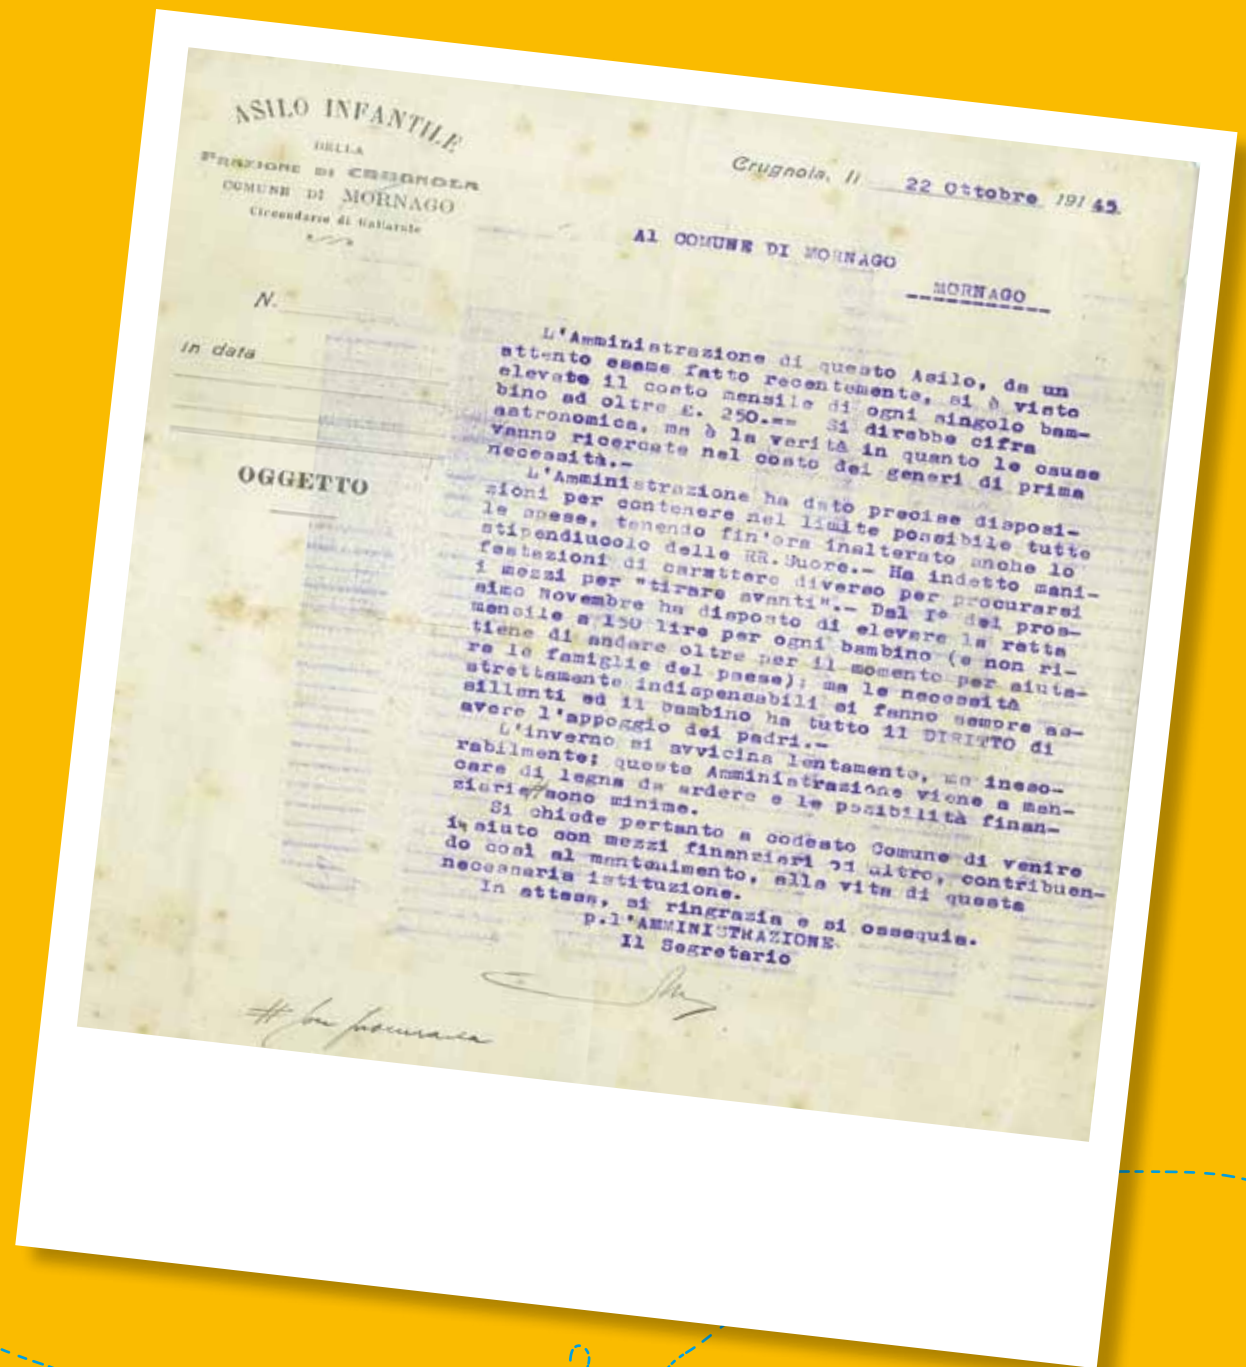 ASILO INFANTILE
DELLA
FRAZIONE DI CRUGNOLA
COMUNE DI MORNAGO
Circondario di Gallarate
Crugnola, li 22 Ottobre 191 45.
Al COMUNE DI MORNAGO
MORNAGO
N.
in data
OGGETTO
L'Amministrazione di questo Asilo, da un
attento esame fatto recentemente, si è visto
elevate il costo mensile di ogni singolo bam-
bino ad oltre £. 250.== Si direbbe cifra
astronomica, ma è la verità in quanto le cause
vanno ricercate nel costo dei generi di prima
necessità.-
L'Amministrazione ha dato precise disposi-
zioni per contenere nel limite possibile tutte
le spese, tenendo fin'ora inalterato anche lo
stipendiucolo delle RR.Suore.- Ha indetto mani-
festazioni di carattere diverso per procurarsi
i mezzi per "tirare avanti".- Dal I° del pros-
simo Novembre ha disposto di elevare la retta
mensile a 150 lire per ogni bambino (e non ri-
tiene di andare oltre per il momento per aiuta-
re le famiglie del paese); ma le necessità
strettamente indispensabili si fanno sempre as-
sillanti ed il bambino ha tutto il DIRITTO di
avere l'appoggio dei padri.-
L'inverno si avvicina lentamente, ma ineso-
rabilmente; questa Amministrazione viene a man-
care di legna da ardere e le possibilità finan-
ziarie # sono minime.
Si chiede pertanto a codesto Comune di venire
in aiuto con mezzi finanziari od altro, contribuen-
do così al mantenimento, alla vita di questa
necessaria istituzione.
In attesa, si ringrazia e si ossequia.
p.l'AMMINISTRAZIONE
Il Segretario
# per procurarla